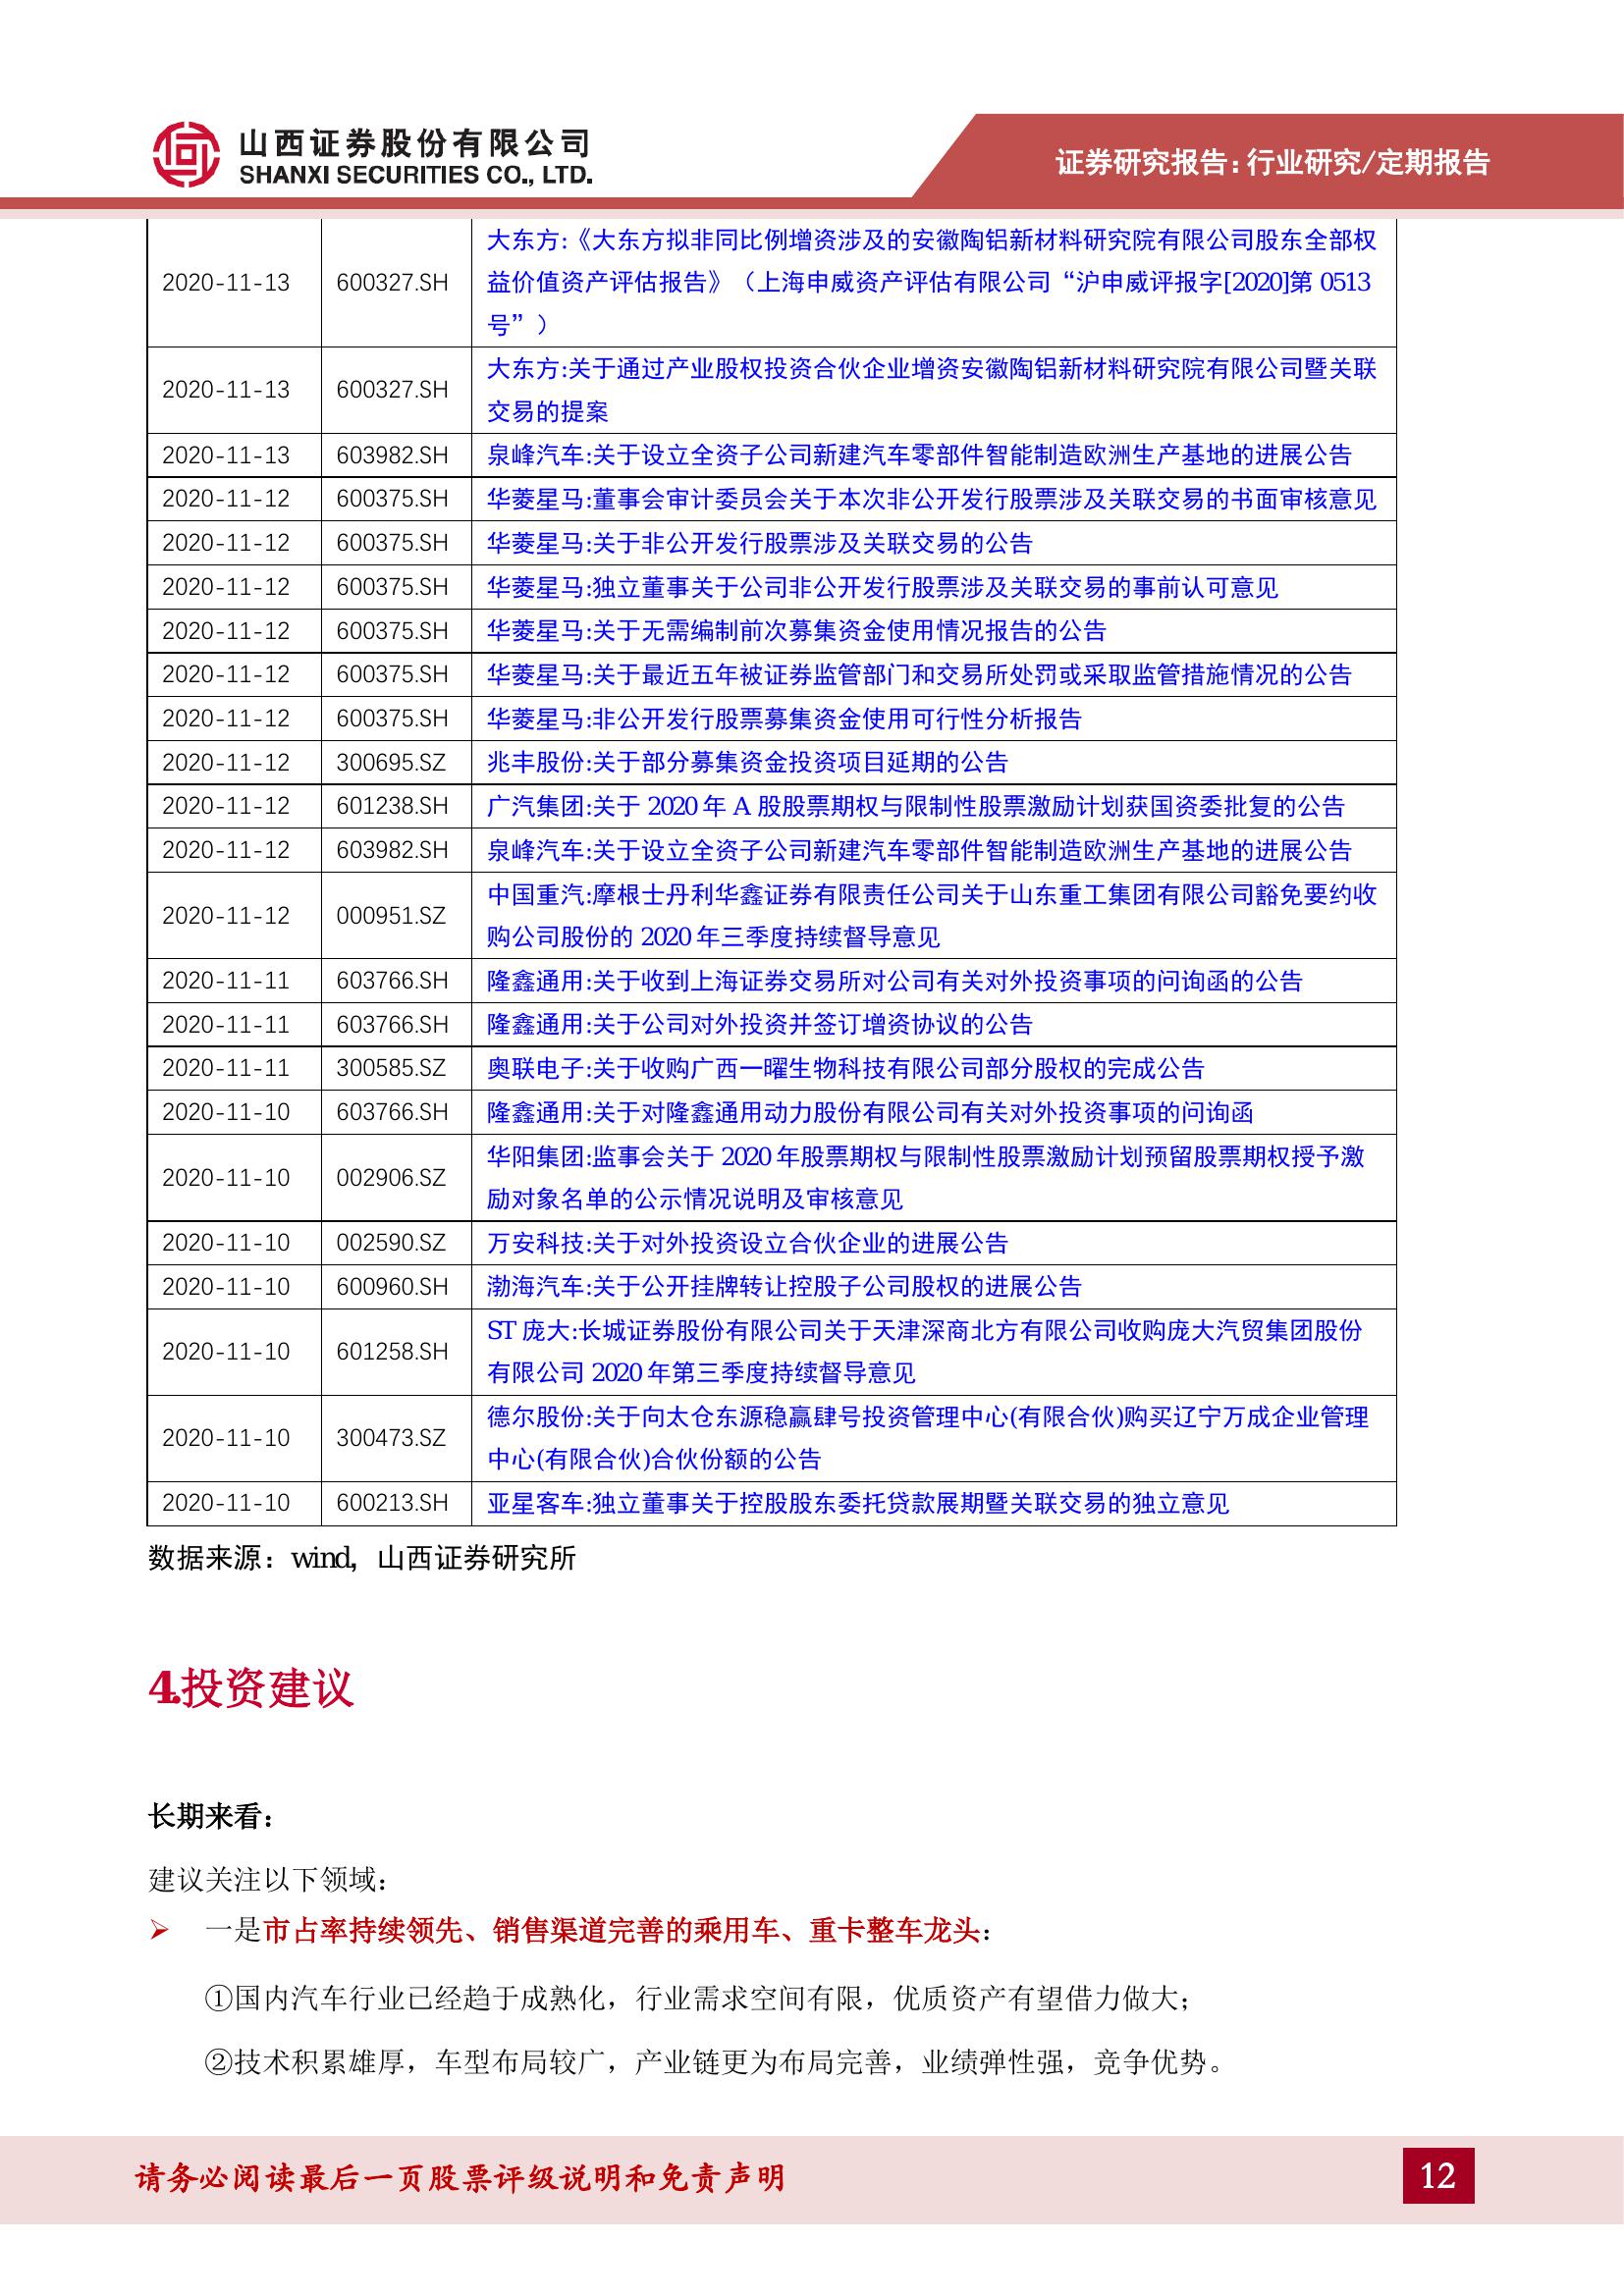 山西证券股份有限公司
SHANXI SECURITIES CO., LTD.
证券研究报告:行业研究/定期报告
大东方:《大东方拟非同比例增资涉及的安徽陶铝新材料研究院有限公司股东全部权
2020-11-13 600327.SH 益价值资产评估报告》（上海申威资产评估有限公司“沪申威评报字[2020]第 0513
号”）
2020-11-13 600327.SH 大东方:关于通过产业股权投资合伙企业增资安徽陶铝新材料研究院有限公司暨关联
交易的提案
2020-11-13 603982.SH 泉峰汽车:关于设立全资子公司新建汽车零部件智能制造欧洲生产基地的进展公告
2020-11-12 600375.SH 华菱星马:董事会审计委员会关于本次非公开发行股票涉及关联交易的书面审核意见
2020-11-12 600375.SH 华菱星马:关于非公开发行股票涉及关联交易的公告
2020-11-12 600375.SH 华菱星马:独立董事关于公司非公开发行股票涉及关联交易的事前认可意见
2020-11-12 600375.SH 华菱星马:关于无需编制前次募集资金使用情况报告的公告
2020-11-12 600375.SH 华菱星马:关于最近五年被证券监管部门和交易所处罚或采取监管措施情况的公告
2020-11-12 600375.SH 华菱星马:非公开发行股票募集资金使用可行性分析报告
2020-11-12 300695.SZ 兆丰股份:关于部分募集资金投资项目延期的公告
2020-11-12 601238.SH 广汽集团:关于 2020 年 A 股股票期权与限制性股票激励计划获国资委批复的公告
2020-11-12 603982.SH 泉峰汽车:关于设立全资子公司新建汽车零部件智能制造欧洲生产基地的进展公告
2020-11-12 000951.SZ 中国重汽:摩根士丹利华鑫证券有限责任公司关于山东重工集团有限公司豁免要约收
购公司股份的 2020 年三季度持续督导意见
2020-11-11 603766.SH 隆鑫通用:关于收到上海证券交易所对公司有关对外投资事项的问询函的公告
2020-11-11 603766.SH 隆鑫通用:关于公司对外投资并签订增资协议的公告
2020-11-11 300585.SZ 奥联电子:关于收购广西一曜生物科技有限公司部分股权的完成公告
2020-11-10 603766.SH 隆鑫通用:关于对隆鑫通用动力股份有限公司有关对外投资事项的问询函
2020-11-10 002906.SZ 华阳集团:监事会关于 2020 年股票期权与限制性股票激励计划预留股票期权授予激
励对象名单的公示情况说明及审核意见
2020-11-10 002590.SZ 万安科技:关于对外投资设立合伙企业的进展公告
2020-11-10 600960.SH 渤海汽车:关于公开挂牌转让控股子公司股权的进展公告
2020-11-10 601258.SH ST 庞大:长城证券股份有限公司关于天津深商北方有限公司收购庞大汽贸集团股份
有限公司 2020 年第三季度持续督导意见
2020-11-10 300473.SZ 德尔股份:关于向太仓东源稳赢肆号投资管理中心(有限合伙)购买辽宁万成企业管理
中心(有限合伙)合伙份额的公告
2020-11-10 600213.SH 亚星客车:独立董事关于控股股东委托贷款展期暨关联交易的独立意见
数据来源：wind，山西证券研究所
4.投资建议
长期来看：
建议关注以下领域：
➢ 一是市占率持续领先、销售渠道完善的乘用车、重卡整车龙头：
①国内汽车行业已经趋于成熟化，行业需求空间有限，优质资产有望借力做大；
②技术积累雄厚，车型布局较广，产业链更为布局完善，业绩弹性强，竞争优势。
请务必阅读最后一页股票评级说明和免责声明
12